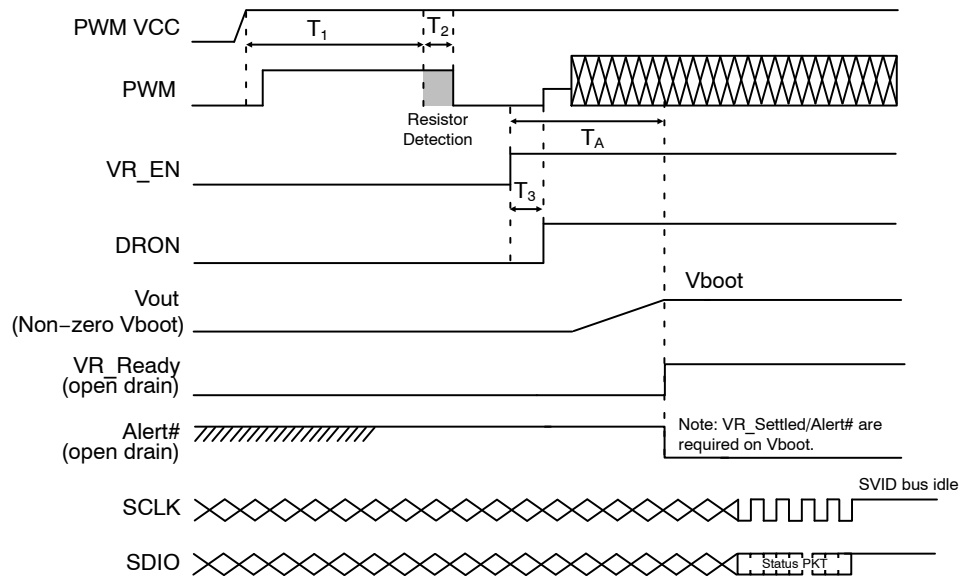 PWM VCC
T1
T2
PWM
Resistor
Detection
TA
VR_EN
T3
DRON
Vboot
Vout
(Non−zero Vboot)
VR_Ready
(open drain)
Alert#
(open drain)
Note: VR_Settled/Alert# are
required on Vboot.
SVID bus idle
SCLK
SDIO
Status PKT